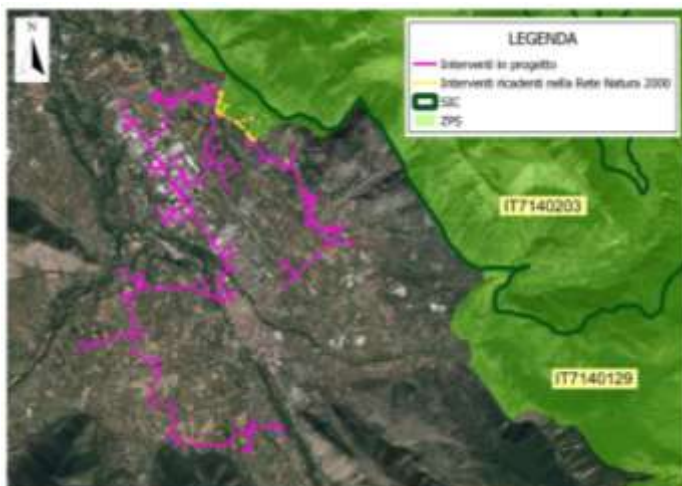 N
LEGENDA
Interventi in progetto
Interventi ricadenti nella Rete Natura 2000
SIC
ZPS
IT7140203
IT7140129